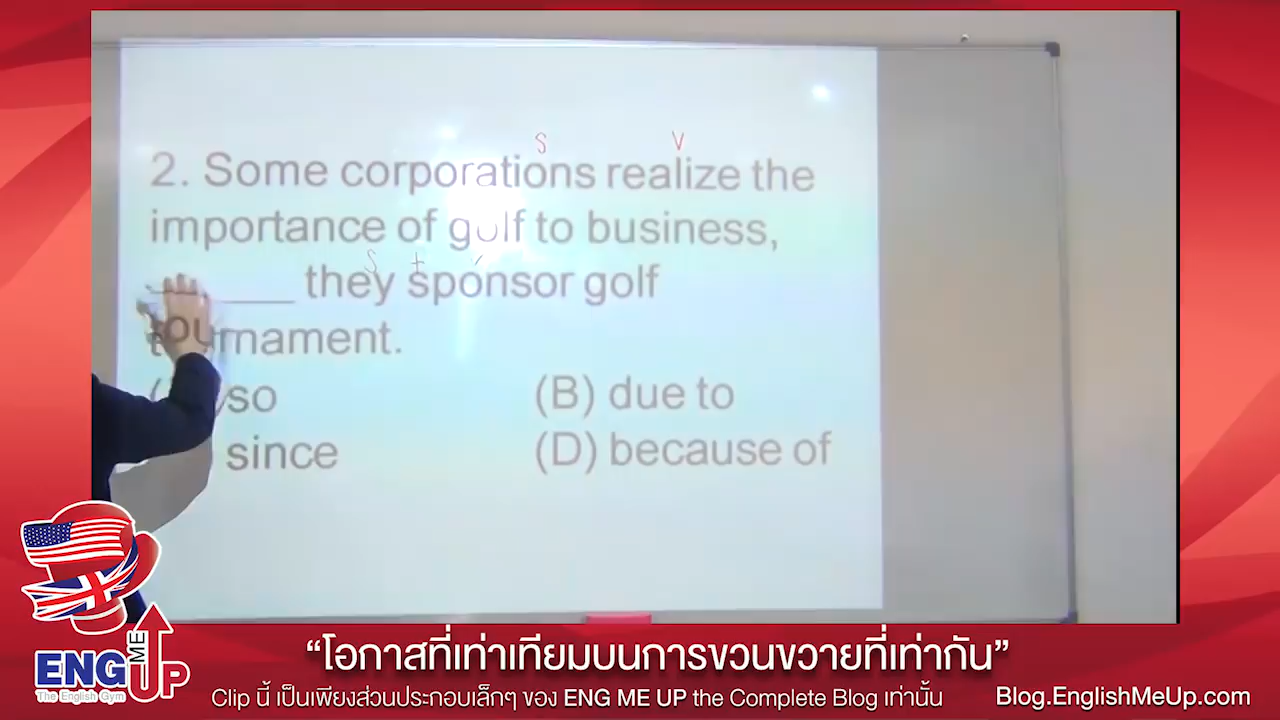 S V
2. Some corporations realize the
importance of golf to business,
S + V
______ they sponsor golf
tournament.
so (B) due to
since (D) because of
ENG ME UP
The English Gym
“โอกาสที่เท่าเทียมบนการขวนขวายที่เท่ากัน”
Clip นี้ เป็นเพียงส่วนประกอบเล็กๆ ของ ENG ME UP the Complete Blog เท่านั้น Blog.EnglishMeUp.com